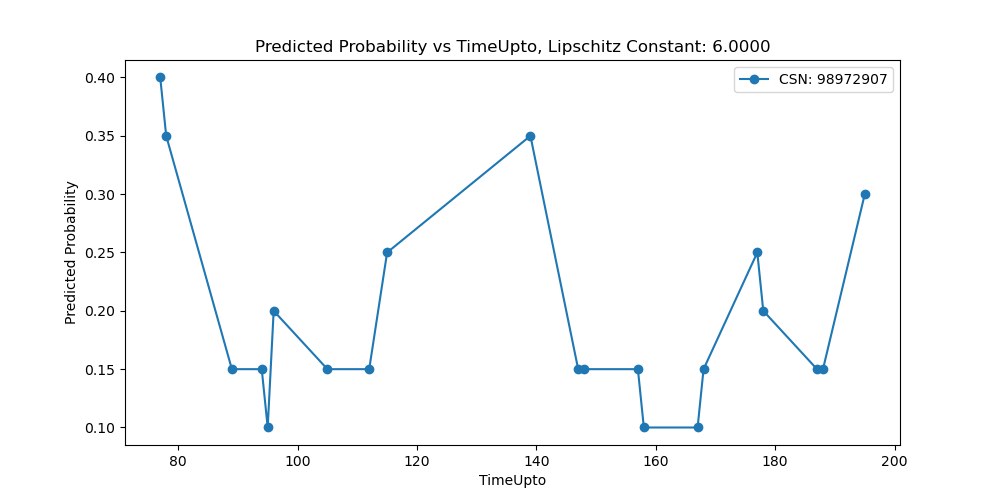 Predicted Probability vs TimeUpto, Lipschitz Constant: 6.0000
CSN: 98972907
Predicted Probability
0.40
0.35
0.30
0.25
0.20
0.15
0.10
80 100 120 140 160 180 200
TimeUpto